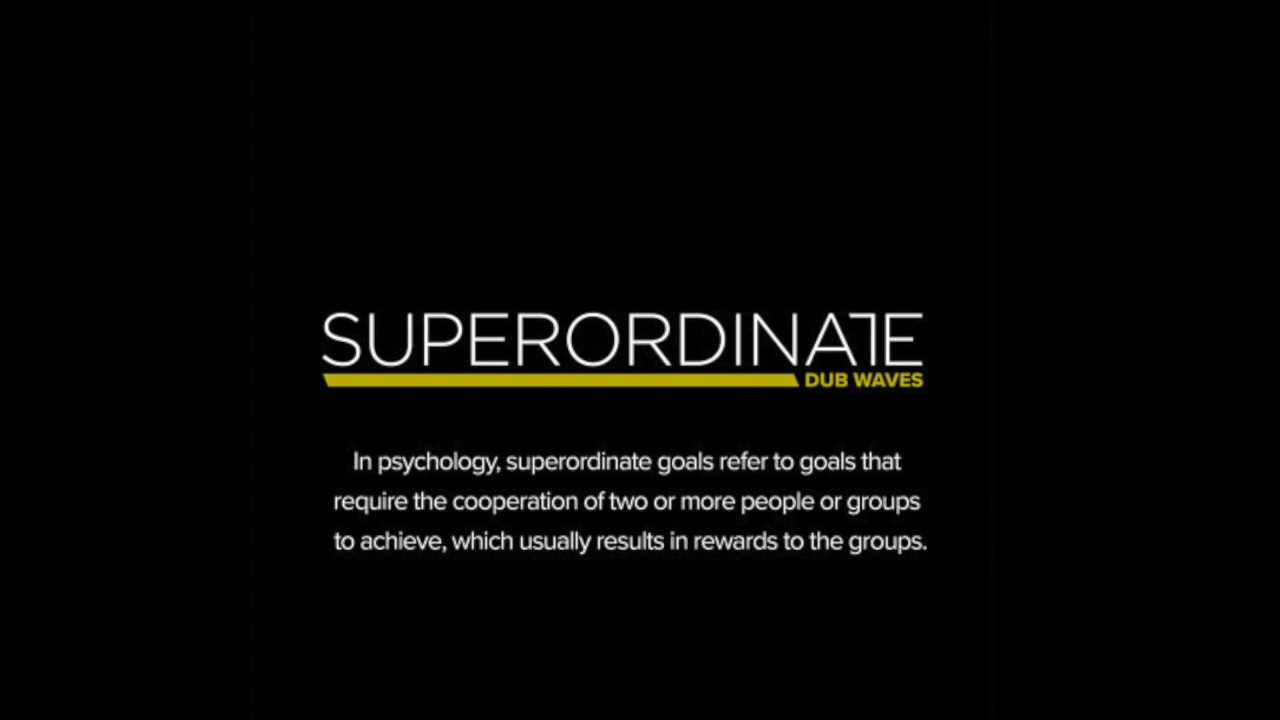 SUPERORDINATE
DUB WAVES
In psychology, superordinate goals refer to goals that
require the cooperation of two or more people or groups
to achieve, which usually results in rewards to the groups.